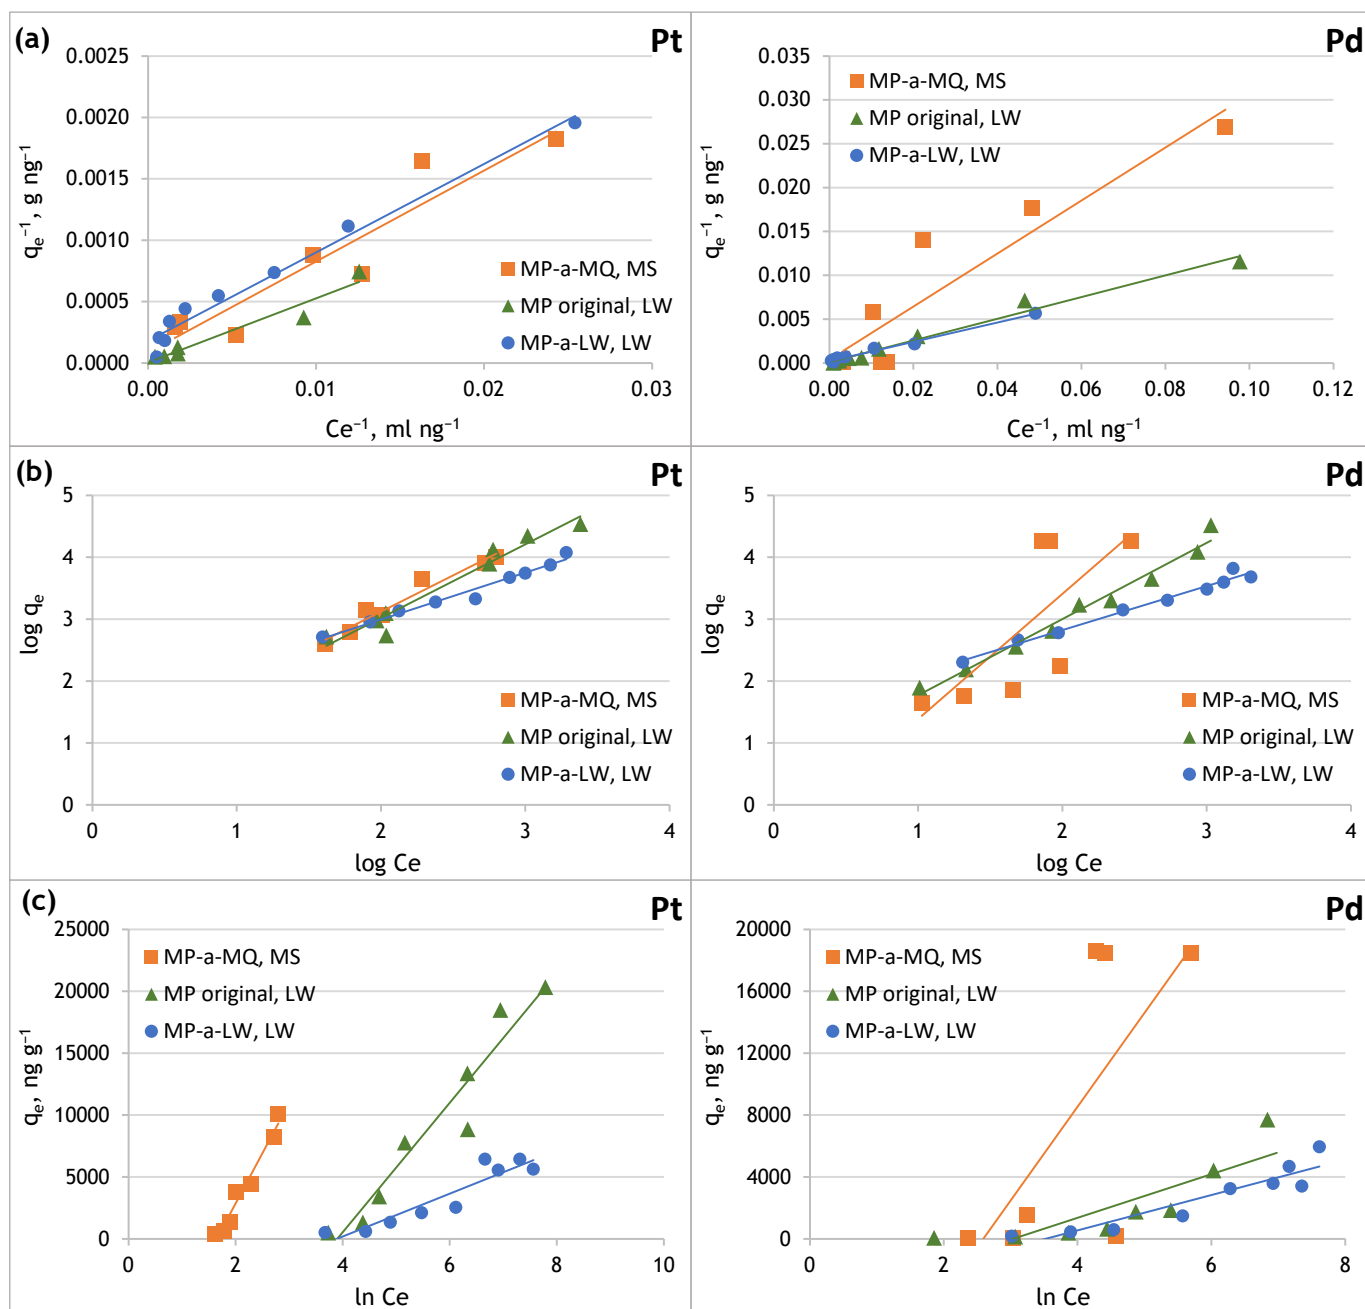 (a)
Pt
0.0025
0.0020
0.0015
0.0010
0.0005
0.0000
qe⁻¹, g ng⁻¹
MP-a-MQ, MS
MP original, LW
MP-a-LW, LW
0.00 0.01 0.02 0.03
Ce⁻¹, ml ng⁻¹
Pd
0.035
0.030
0.025
0.020
0.015
0.010
0.005
0.000
qe⁻¹, g ng⁻¹
MP-a-MQ, MS
MP original, LW
MP-a-LW, LW
0.00 0.02 0.04 0.06 0.08 0.10 0.12
Ce⁻¹, ml ng⁻¹
(b)
Pt
5
4
3
2
1
0
log qe
MP-a-MQ, MS
MP original, LW
MP-a-LW, LW
0 1 2 3 4
log Ce
Pd
5
4
3
2
1
0
log qe
MP-a-MQ, MS
MP original, LW
MP-a-LW, LW
0 1 2 3 4
log Ce
(c)
Pt
25000
20000
15000
10000
5000
0
qe, ng g⁻¹
MP-a-MQ, MS
MP original, LW
MP-a-LW, LW
0 2 4 6 8 10
ln Ce
Pd
20000
16000
12000
8000
4000
0
qe, ng g⁻¹
MP-a-MQ, MS
MP original, LW
MP-a-LW, LW
0 2 4 6 8
ln Ce